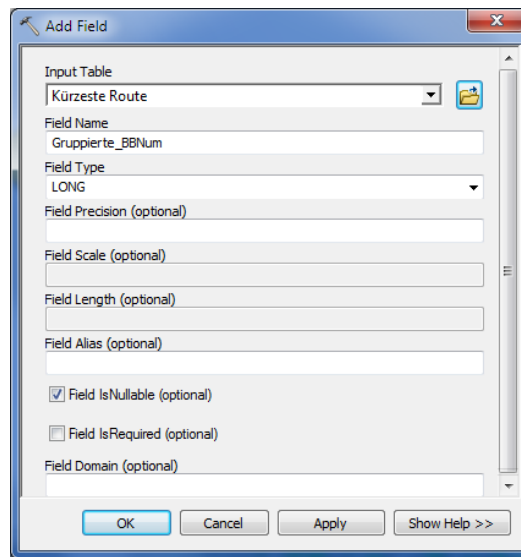 Add Field
Input Table
Kürzeste Route
Field Name
Gruppierte_BBNum
Field Type
LONG
Field Precision (optional)
Field Scale (optional)
Field Length (optional)
Field Alias (optional)
Field IsNullable (optional)
Field IsRequired (optional)
Field Domain (optional)
OK Cancel Apply Show Help >>